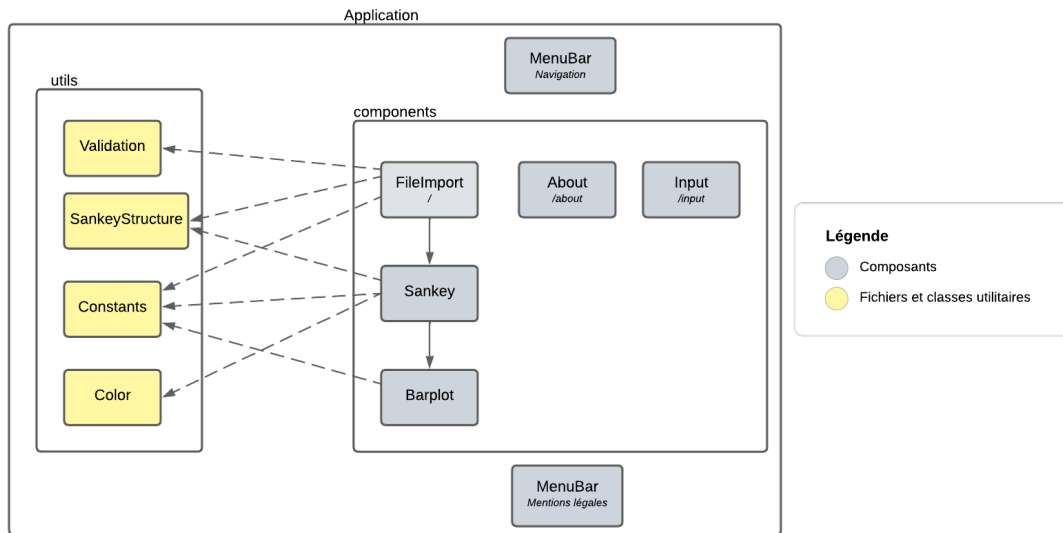 Application
MenuBar
Navigation
utils
components
Validation
SankeyStructure
Constants
Color
FileImport
/
About
/about
Input
/input
Sankey
Barplot
MenuBar
Mentions légales
Légende
Composants
Fichiers et classes utilitaires